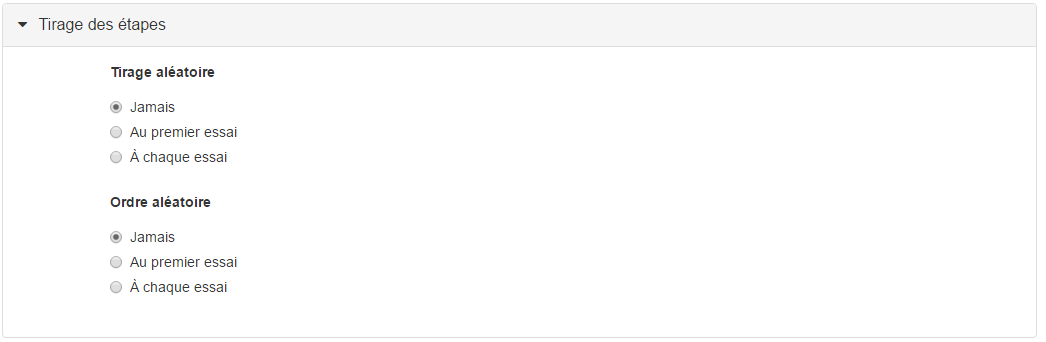 Tirage des étapes
Tirage aléatoire
Jamais
Au premier essai
À chaque essai
Ordre aléatoire
Jamais
Au premier essai
À chaque essai